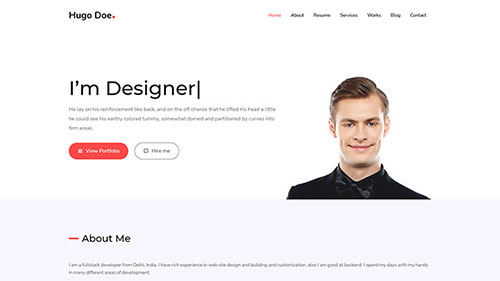 Hugo Doe.
Home About Resume Services Works Blog Contact
I'm Designer|
He lay on his reinforcement like back, and on the off chance that he lifted his head a little
he could see his earthy colored tummy, somewhat domed and partitioned by curves into
firm areas.
View Portfolio Hire me
About Me
I am a fullstack developer from Delhi, India. I have rich experience in web site design and building and customization, also I am good at backend. I spend my days with my hands
in many different areas of development.